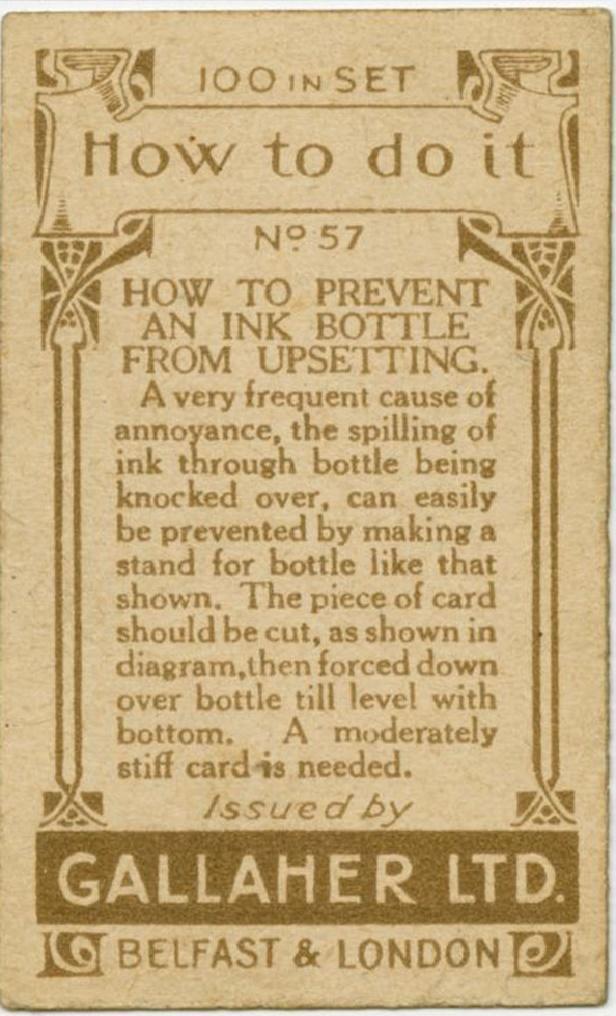 100 IN SET
How to do it
Nº 57
HOW TO PREVENT
AN INK BOTTLE
FROM UPSETTING.
A very frequent cause of
annoyance, the spilling of
ink through bottle being
knocked over, can easily
be prevented by making a
stand for bottle like that
shown. The piece of card
should be cut, as shown in
diagram, then forced down
over bottle till level with
bottom. A moderately
stiff card is needed.
Issued by
GALLAHER LTD.
BELFAST & LONDON